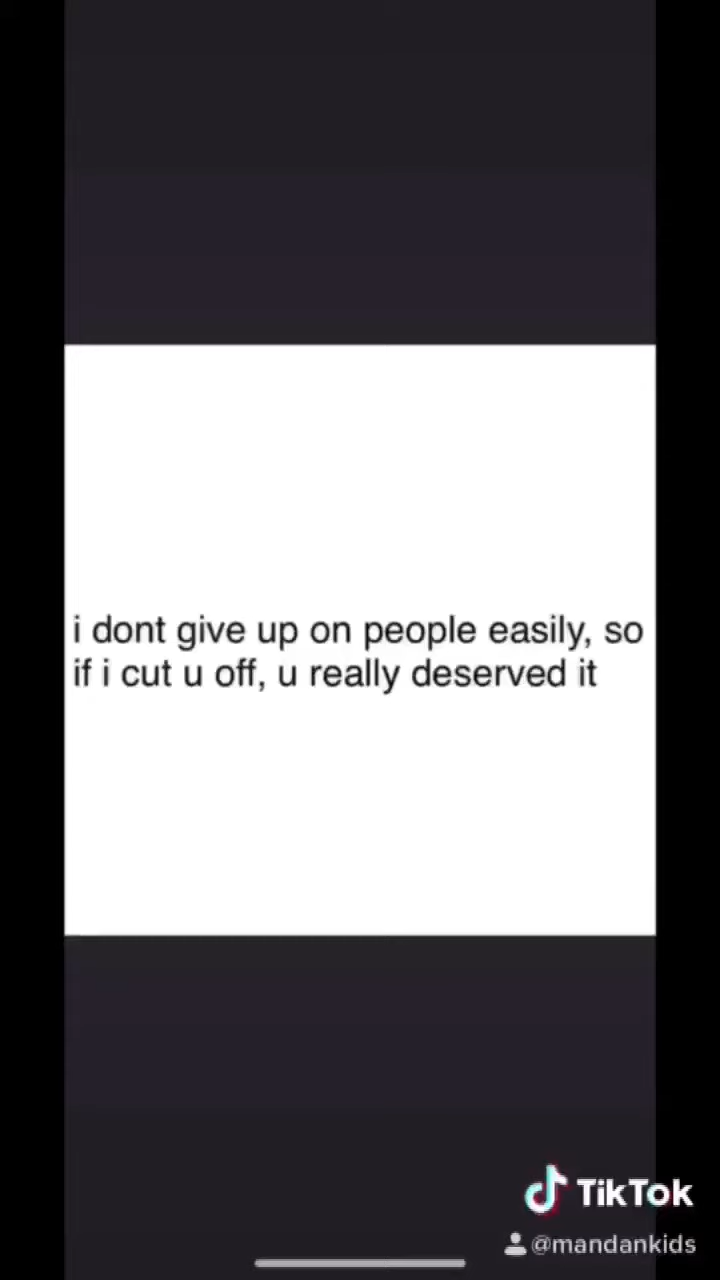 i dont give up on people easily, so
if i cut u off, u really deserved it
TikTok
@mandankids